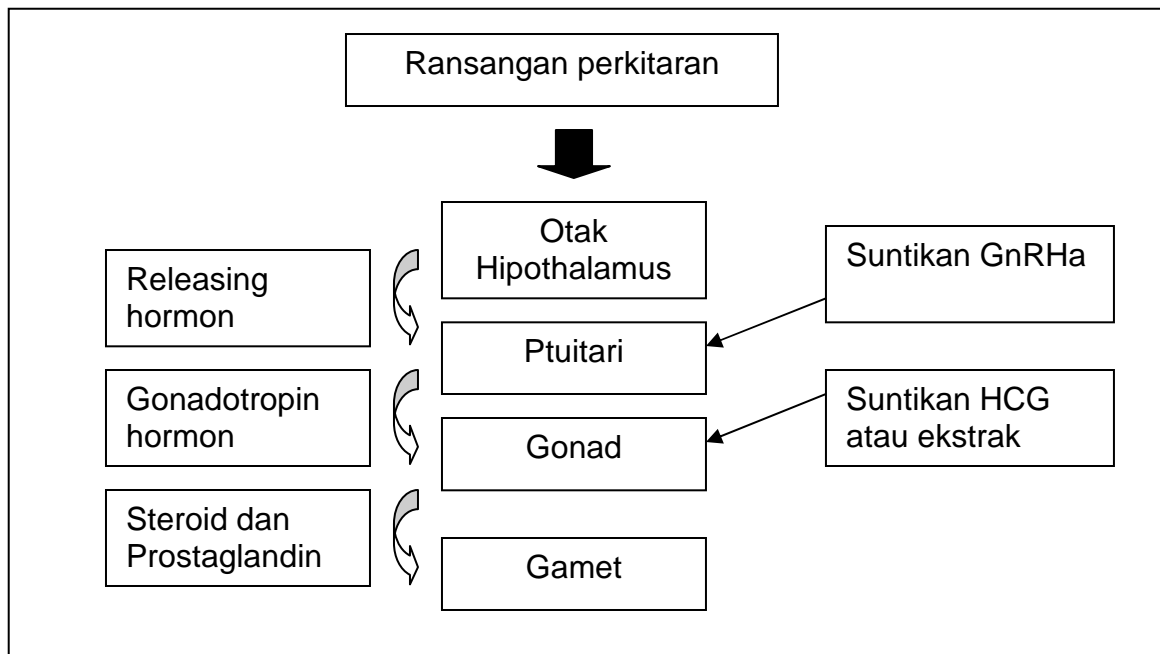 Ransangan perkitaran
Otak
Hipothalamus
Releasing
hormon
Suntikan GnRHa
Ptuitari
Gonadotropin
hormon
Suntikan HCG
atau ekstrak
Gonad
Steroid dan
Prostaglandin
Gamet